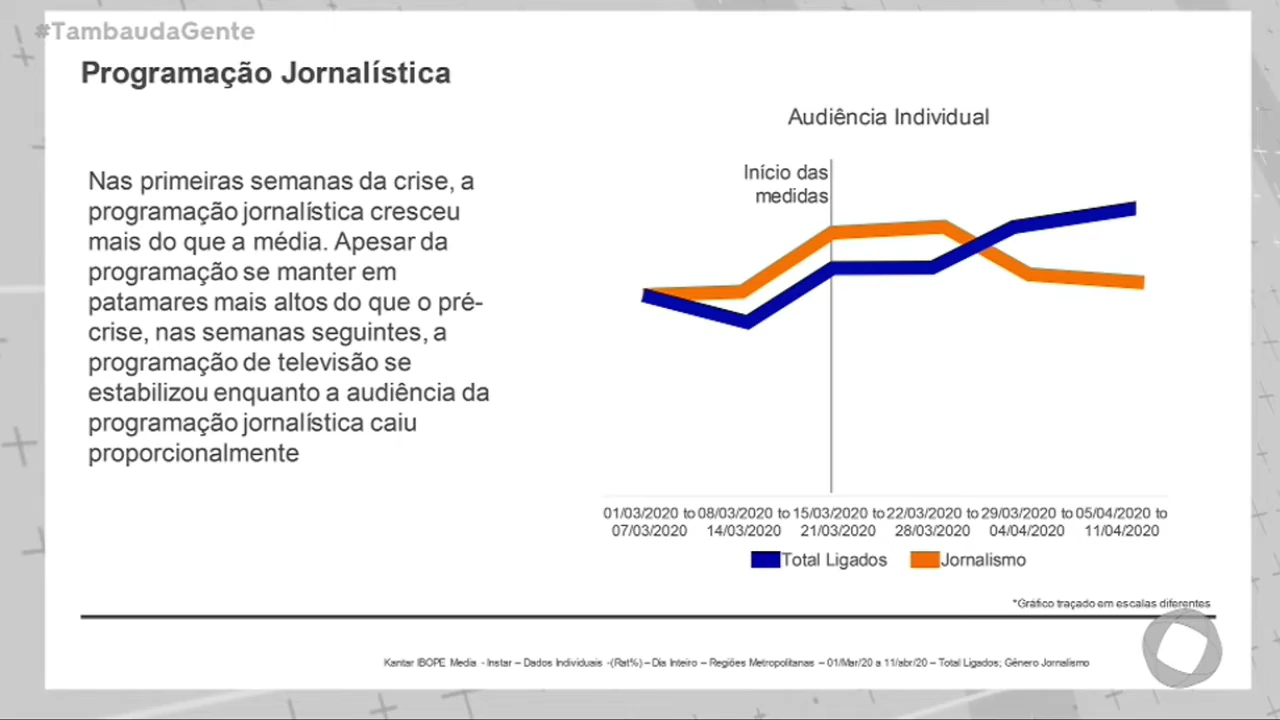 #TambaudaGente
Programação Jornalística
Nas primeiras semanas da crise, a
programação jornalística cresceu
mais do que a média. Apesar da
programação se manter em
patamares mais altos do que o pré-
crise, nas semanas seguintes, a
programação de televisão se
estabilizou enquanto a audiência da
programação jornalística caiu
proporcionalmente
Audiência Individual
Início das
medidas
01/03/2020 to 08/03/2020 to 15/03/2020 to 22/03/2020 to 29/03/2020 to 05/04/2020 to
07/03/2020 14/03/2020 21/03/2020 28/03/2020 04/04/2020 11/04/2020
Total Ligados Jornalismo
*Gráfico traçado em escalas diferentes
Kantar IBOPE Media - Instar – Dados Individuais -(Rat%) – Dia Inteiro – Regiões Metropolitanas – 01/Mar/20 a 11/abr/20 – Total Ligados; Gênero Jornalismo